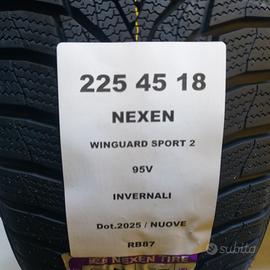 225 45 18
NEXEN
WINGUARD SPORT 2
95V
INVERNALI
Dot.2025 / NUOVE
RB87
NEXEN TIRE
subito